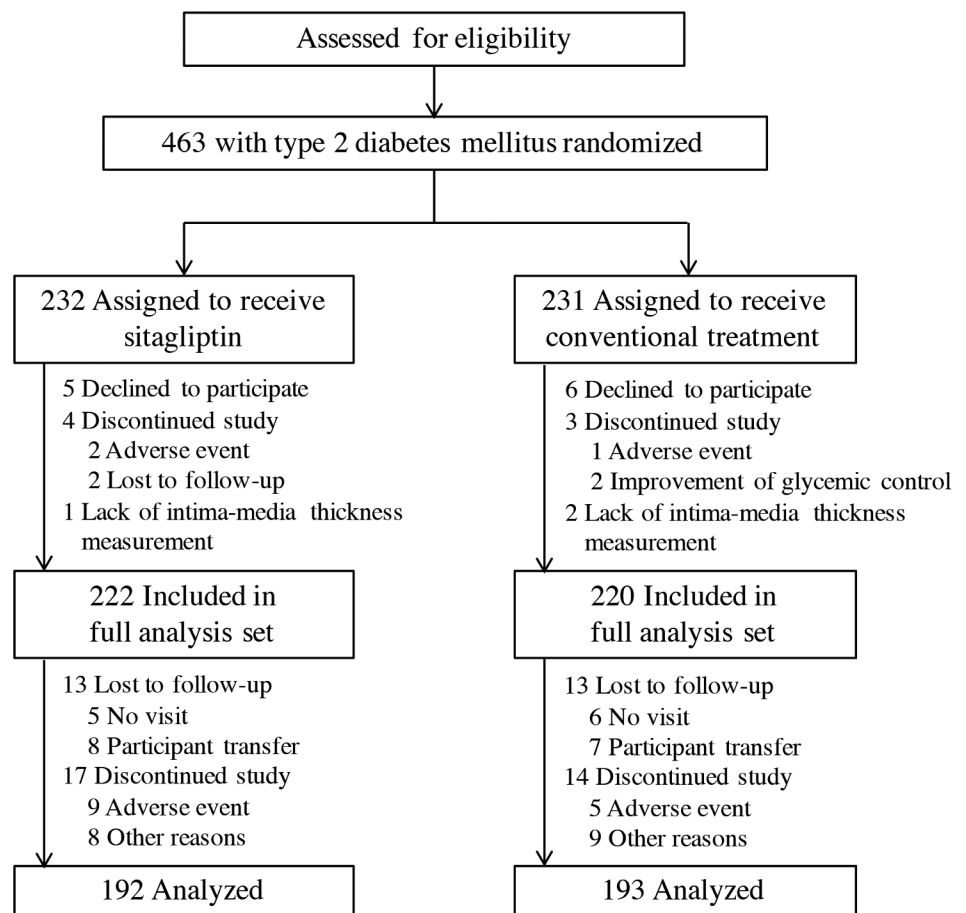 Assessed for eligibility
463 with type 2 diabetes mellitus randomized
232 Assigned to receive
sitagliptin
5 Declined to participate
4 Discontinued study
2 Adverse event
2 Lost to follow-up
1 Lack of intima-media thickness
measurement
222 Included in
full analysis set
13 Lost to follow-up
5 No visit
8 Participant transfer
17 Discontinued study
9 Adverse event
8 Other reasons
192 Analyzed
231 Assigned to receive
conventional treatment
6 Declined to participate
3 Discontinued study
1 Adverse event
2 Improvement of glycemic control
2 Lack of intima-media thickness
measurement
220 Included in
full analysis set
13 Lost to follow-up
6 No visit
7 Participant transfer
14 Discontinued study
5 Adverse event
9 Other reasons
193 Analyzed